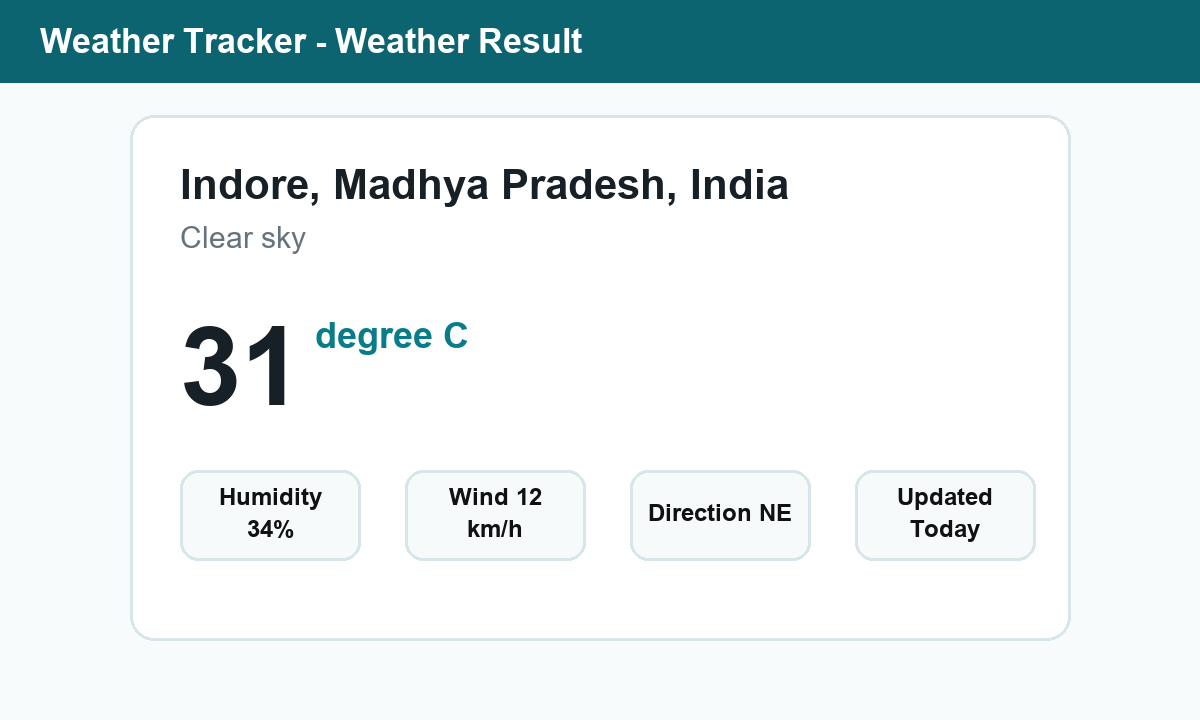 Weather Tracker - Weather Result
Indore, Madhya Pradesh, India
Clear sky
31 degree C
Humidity
34%
Wind 12
km/h
Direction NE
Updated
Today